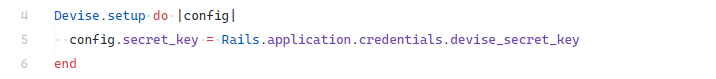 4 Devise.setup do |config|
5 config.secret_key = Rails.application.credentials.devise_secret_key
6 end